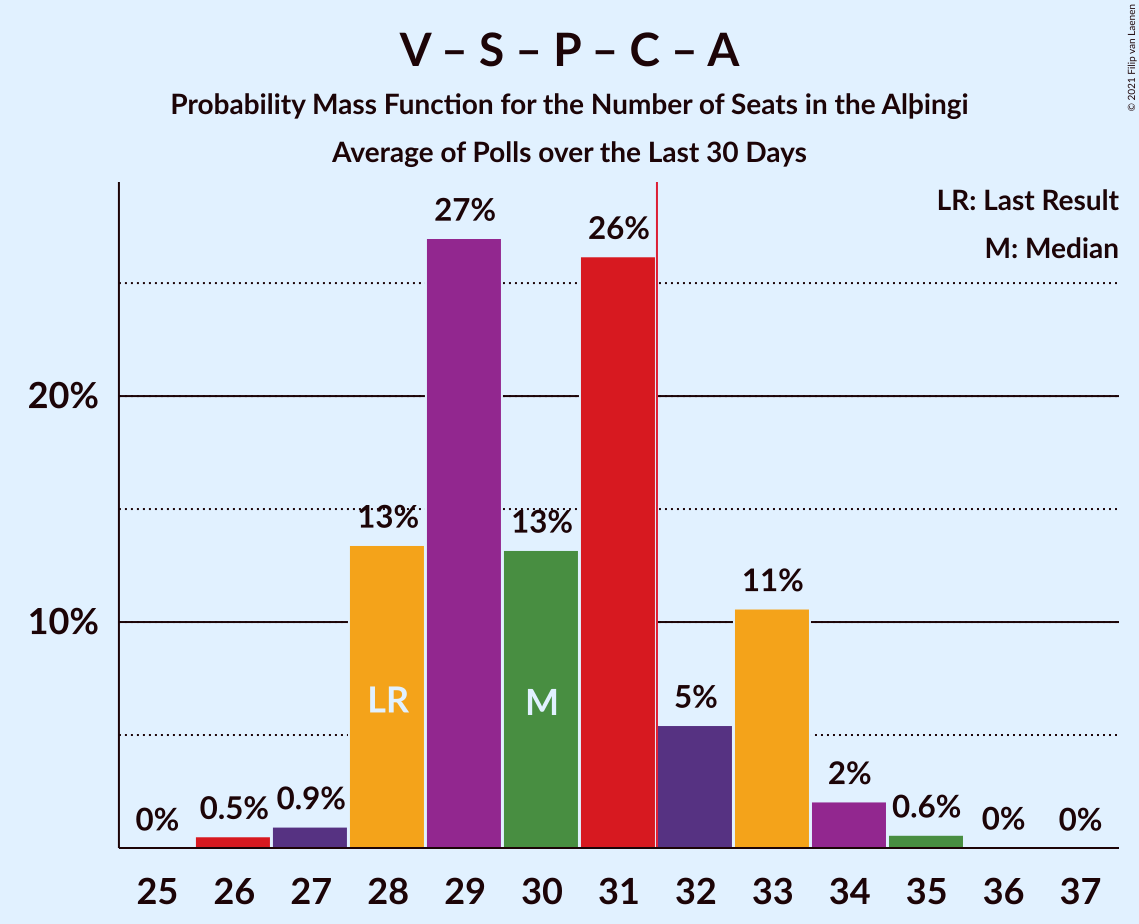 V – S – P – C – A
Probability Mass Function for the Number of Seats in the Alþingi
Average of Polls over the Last 30 Days
© 2021 Filip van Laenen
LR: Last Result
M: Median
20%
10%
0%
0.5%
0.9%
13%
27%
13%
26%
5%
11%
2%
0.6%
0%
0%
LR
M
25 26 27 28 29 30 31 32 33 34 35 36 37